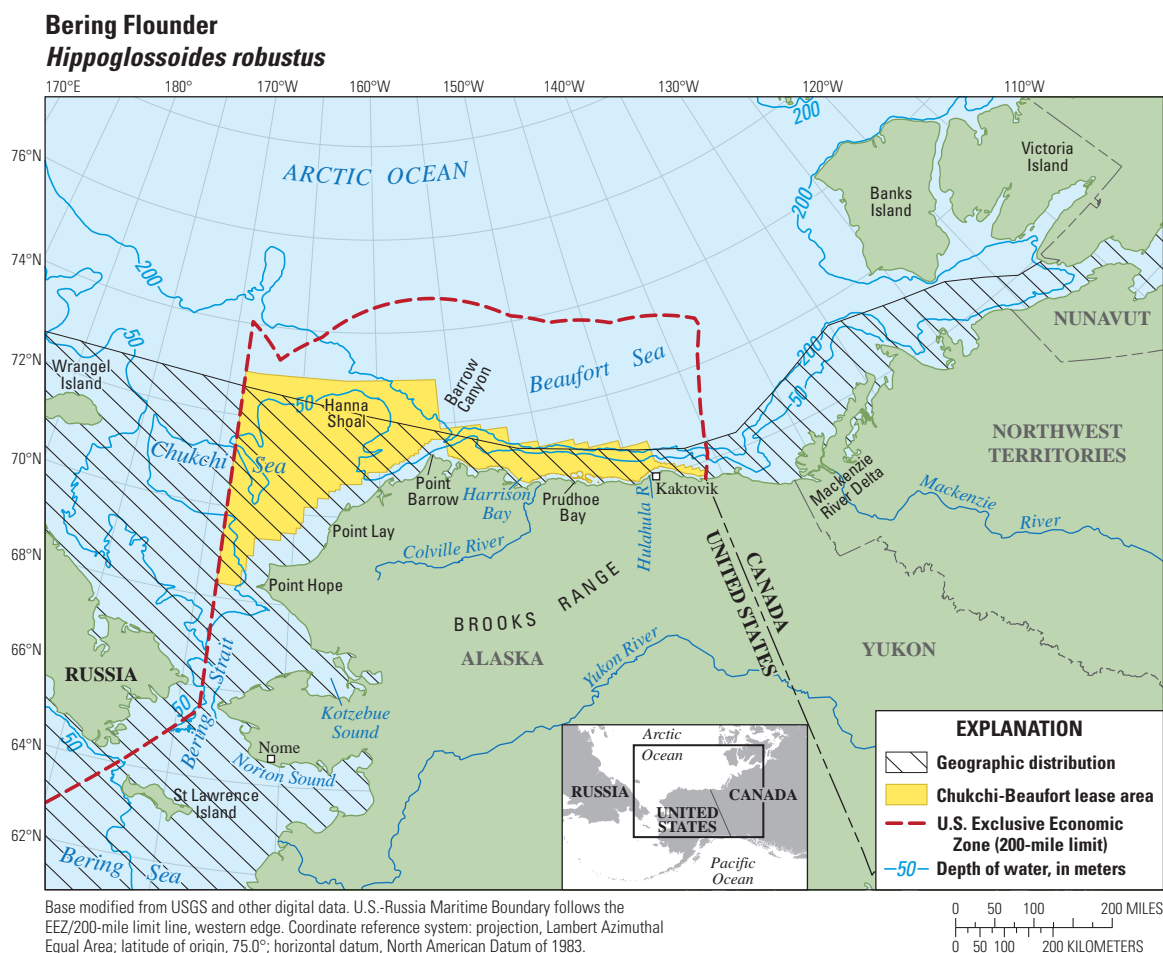 Bering Flounder
Hippoglossoides robustus
170°E 180° 170°W 160°W 150°W 140°W 130°W 120°W 110°W
76°N
74°N
72°N
70°N
68°N
66°N
64°N
62°N
ARCTIC OCEAN
200
200
Victoria
Island
Banks
Island
200
50
Wrangel
Island
Beaufort Sea
Barrow
Canyon
50
Hanna
Shoal
Chukchi Sea
200
50
NUNAVUT
NORTHWEST
TERRITORIES
Point
Barrow
Harrison
Bay
Prudhoe
Bay
Hulahula R
Kaktovik
Mackenzie
River Delta
Mackenzie
River
Point Lay
Colville River
Point Hope
BROOKS RANGE
ALASKA
CANADA
UNITED STATES
YUKON
Yukon River
RUSSIA
Bering Strait
50
50
Kotzebue
Sound
Nome
Norton Sound
St Lawrence
Island
Bering Sea
Arctic
Ocean
RUSSIA
UNITED
STATES
CANADA
Pacific
Ocean
EXPLANATION
Geographic distribution
Chukchi-Beaufort lease area
U.S. Exclusive Economic
Zone (200-mile limit)
50 Depth of water, in meters
Base modified from USGS and other digital data. U.S.-Russia Maritime Boundary follows the
EEZ/200-mile limit line, western edge. Coordinate reference system: projection, Lambert Azimuthal
Equal Area; latitude of origin, 75.0°; horizontal datum, North American Datum of 1983.
0 50 100 200 MILES
0 50 100 200 KILOMETERS